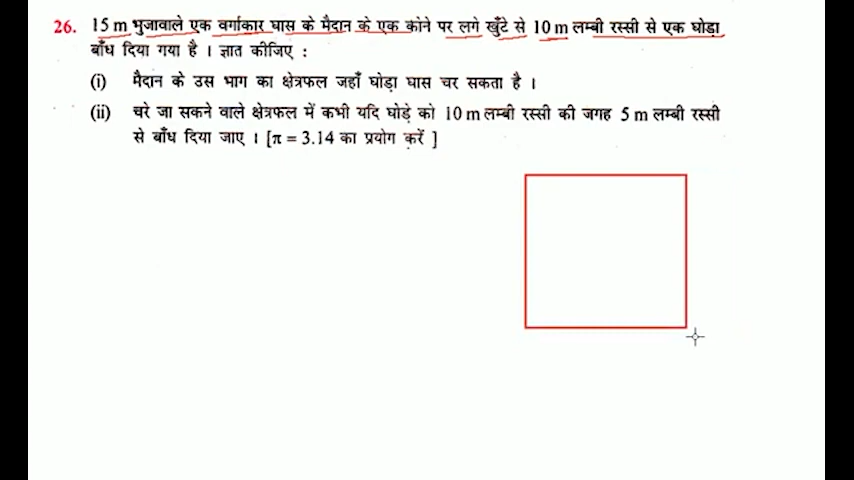 26. 15 m भुजावाले एक वर्गाकार घास के मैदान के एक कोने पर लगे खुँटे से 10 m लम्बी रस्सी से एक घोड़ा
बाँध दिया गया है । ज्ञात कीजिए :
(i) मैदान के उस भाग का क्षेत्रफल जहाँ घोड़ा घास चर सकता है ।
(ii) चरे जा सकने वाले क्षेत्रफल में कभी यदि घोड़े को 10 m लम्बी रस्सी की जगह 5 m लम्बी रस्सी
से बाँध दिया जाए । [π = 3.14 का प्रयोग करें ]